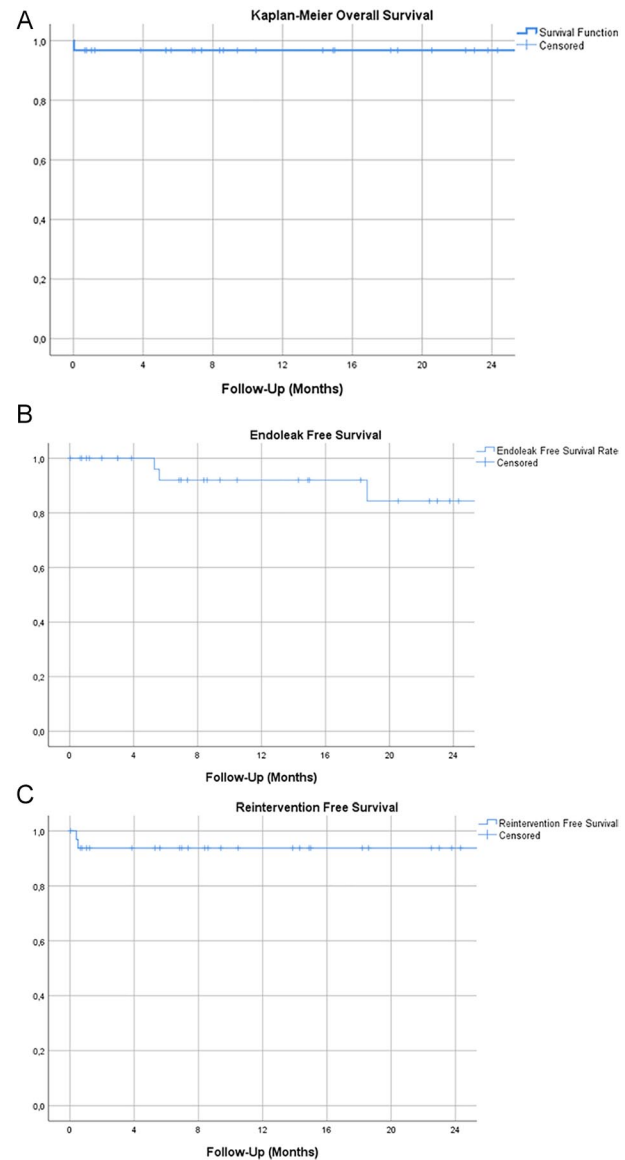 A
Kaplan-Meier Overall Survival
Survival Function
Censored
1,0
0,8
0,6
0,4
0,2
0,0
0 4 8 12 16 20 24
Follow-Up (Months)
B
Endoleak Free Survival
Endoleak Free Survival Rate
Censored
1,0
0,8
0,6
0,4
0,2
0,0
0 4 8 12 16 20 24
Follow-Up (Months)
C
Reintervention Free Survival
Reintervention Free Survival
Censored
1,0
0,8
0,6
0,4
0,2
0,0
0 4 8 12 16 20 24
Follow-Up (Months)